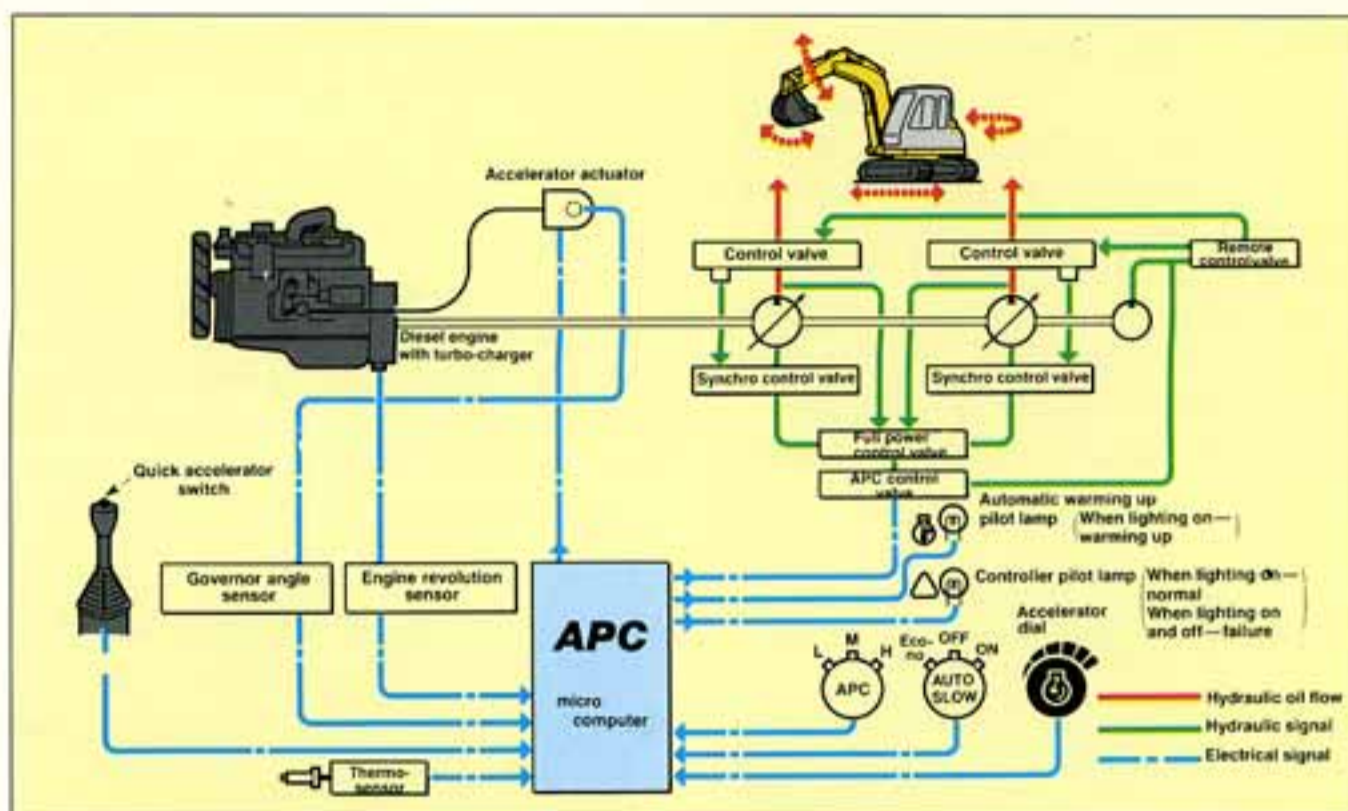 Accelerator actuator
Control valve
Control valve
Remote
controlvalve
Diesel engine
with turbo-charger
Synchro control valve
Synchro control valve
Full power
control valve
APC control
valve
Quick accelerator
switch
Automatic warming up
pilot lamp (When lighting on—
warming up)
Governor angle
sensor
Engine revolution
sensor
Controller pilot lamp (When lighting on—
normal
When lighting on
and off—failure)
Accelerator
dial
APC
micro
computer
L M H
APC
Eco-
no OFF ON
AUTO
SLOW
Hydraulic oil flow
Hydraulic signal
Electrical signal
Thermo-
sensor